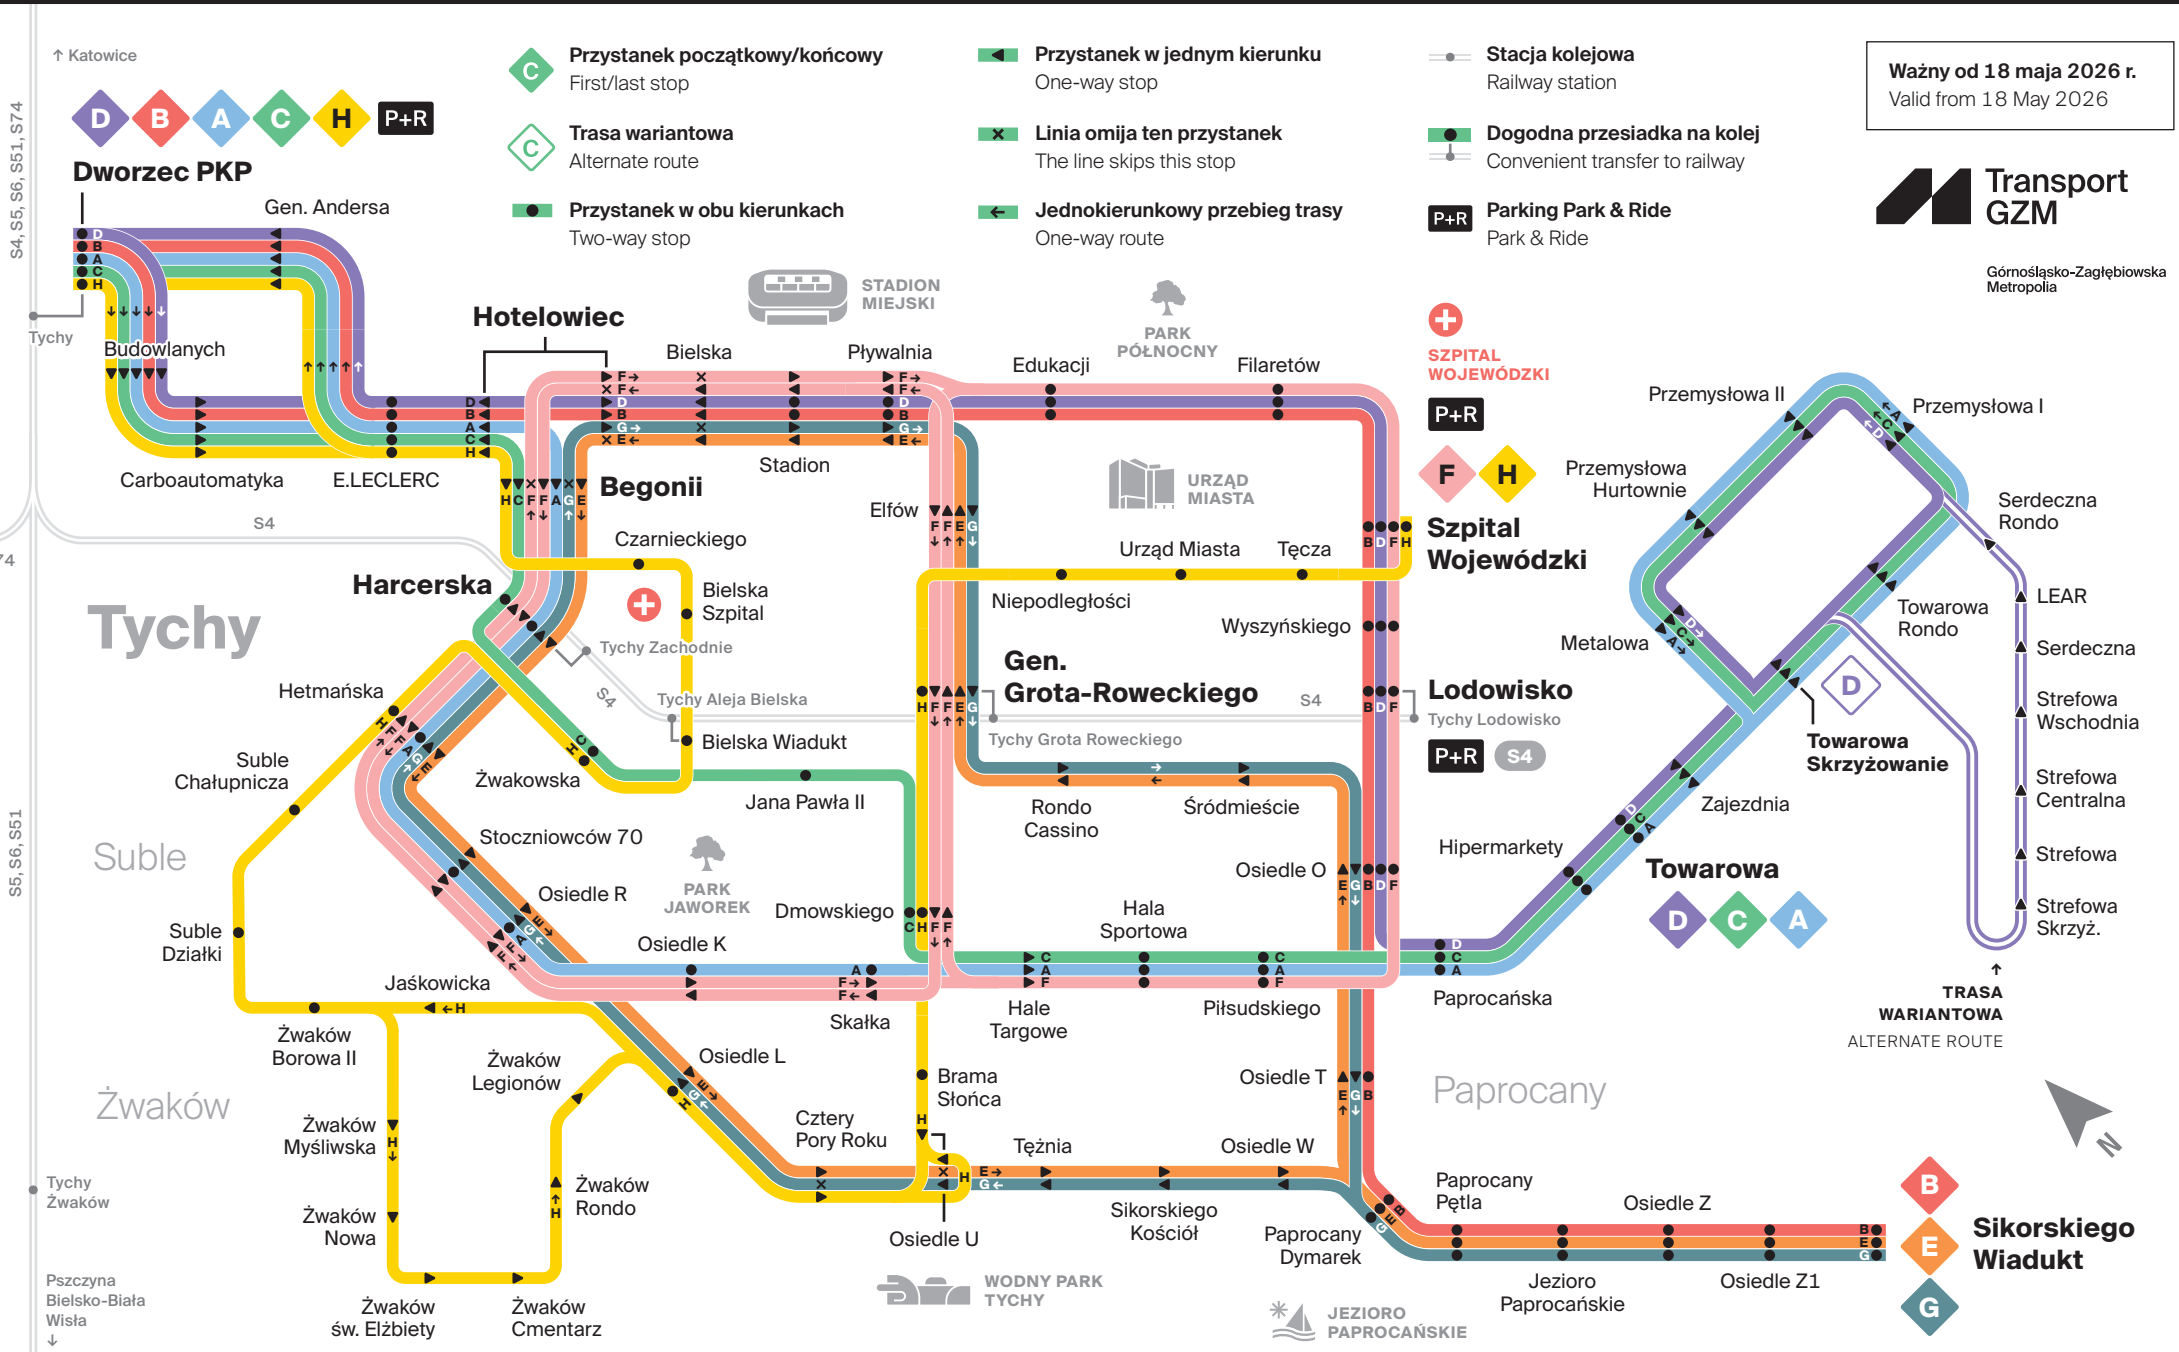 ↑ Katowice
S4, S5, S6, S51, S74
D B A C H P+R
Dworzec PKP
C
Przystanek początkowy/końcowy
First/last stop
C
Trasa wariantowa
Alternate route
Przystanek w obu kierunkach
Two-way stop
Przystanek w jednym kierunku
One-way stop
Linia omija ten przystanek
The line skips this stop
Jednokierunkowy przebieg trasy
One-way route
Stacja kolejowa
Railway station
Dogodna przesiadka na kolej
Convenient transfer to railway
P+R
Parking Park & Ride
Park & Ride
Ważny od 18 maja 2026 r.
Valid from 18 May 2026
Transport
GZM
Górnośląsko-Zagłębiowska
Metropolia
Gen. Andersa
D
B
A
C
H
Tychy
Budowlanych
Carboautomatyka
E.LECLERC
Hotelowiec
D
B
A
C
H
STADION
MIEJSKI
Bielska
Pływalnia
F→
F←
D
B
G→
E←
F→
F←
D
B
G→
E←
Stadion
Begonii
H C F F A G E
PARK
PÓŁNOCNY
Edukacji
Filaretów
SZPITAL
WOJEWÓDZKI
P+R
F H
Szpital
Wojewódzki
B D F H
URZĄD
MIASTA
Elfów
F F E G
Urząd Miasta
Tęcza
Niepodległości
Wyszyńskiego
Przemysłowa II
Przemysłowa I
←A
←C
←D
Przemysłowa
Hurtownie
Serdeczna
Rondo
LEAR
Serdeczna
Towarowa
Rondo
Metalowa
D→
C→
A→
D
Strefowa
Wschodnia
Strefowa
Centralna
Strefowa
Strefowa
Skrzyż.
↑
TRASA
WARIANTOWA
ALTERNATE ROUTE
Towarowa
Skrzyżowanie
Zajezdnia
D
C
A
Hipermarkety
Towarowa
D C A
S4
74
Tychy
Harcerska
Czarnieckiego
Bielska
Szpital
Tychy Zachodnie
S4
Tychy Aleja Bielska
Bielska Wiadukt
Hetmańska
H F F A G E
Suble
Chałupnicza
Żwakowska
H C
Jana Pawła II
Gen.
Grota-Roweckiego
H F F E G
Tychy Grota Roweckiego
S4
Lodowisko
B D F
Tychy Lodowisko
P+R S4
Rondo
Cassino
Śródmieście
Osiedle O
E G B D F
Stoczniowców 70
Osiedle R
E→
G←
A
F→
F←
Suble
S5, S6, S51
PARK
JAWOREK
Dmowskiego
C H F F
Osiedle K
A
F→
F←
Skałka
Hala
Sportowa
C
A
F
C
A
F
Hale
Targowe
Piłsudskiego
D
C
A
Paprocańska
Suble
Działki
Jaśkowicka
←H
Żwaków
Borowa II
Żwaków
Legionów
Osiedle L
E→
G←
H
Brama
Słońca
H
Osiedle T
E G B
Paprocany
Żwaków
Żwaków
Myśliwska
H
Cztery
Pory Roku
Tężnia
Osiedle W
E→
G←
H
Tychy
Żwaków
Żwaków
Nowa
Żwaków
Rondo
H
Osiedle U
Sikorskiego
Kościół
Paprocany
Dymarek
G E B
Paprocany
Pętla
Osiedle Z
B
E
G
B
E
G
Sikorskiego
Wiadukt
Jezioro
Paprocańskie
Osiedle Z1
WODNY PARK
TYCHY
JEZIORO
PAPROCAŃSKIE
Pszczyna
Bielsko-Biała
Wisła
↓
Żwaków
św. Elżbiety
Żwaków
Cmentarz
N